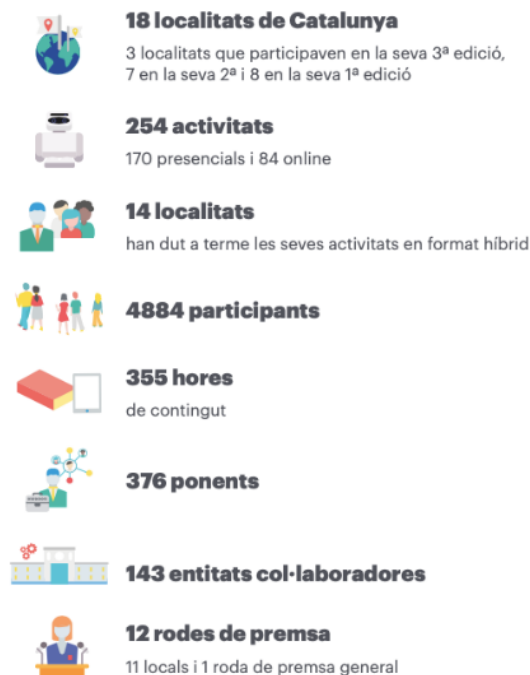 18 localitats de Catalunya
3 localitats que participaven en la seva 3ª edició,
7 en la seva 2ª i 8 en la seva 1ª edició
254 activitats
170 presencials i 84 online
14 localitats
han dut a terme les seves activitats en format híbrid
4884 participants
355 hores
de contingut
376 ponents
143 entitats col·laboradores
12 rodes de premsa
11 locals i 1 roda de premsa general